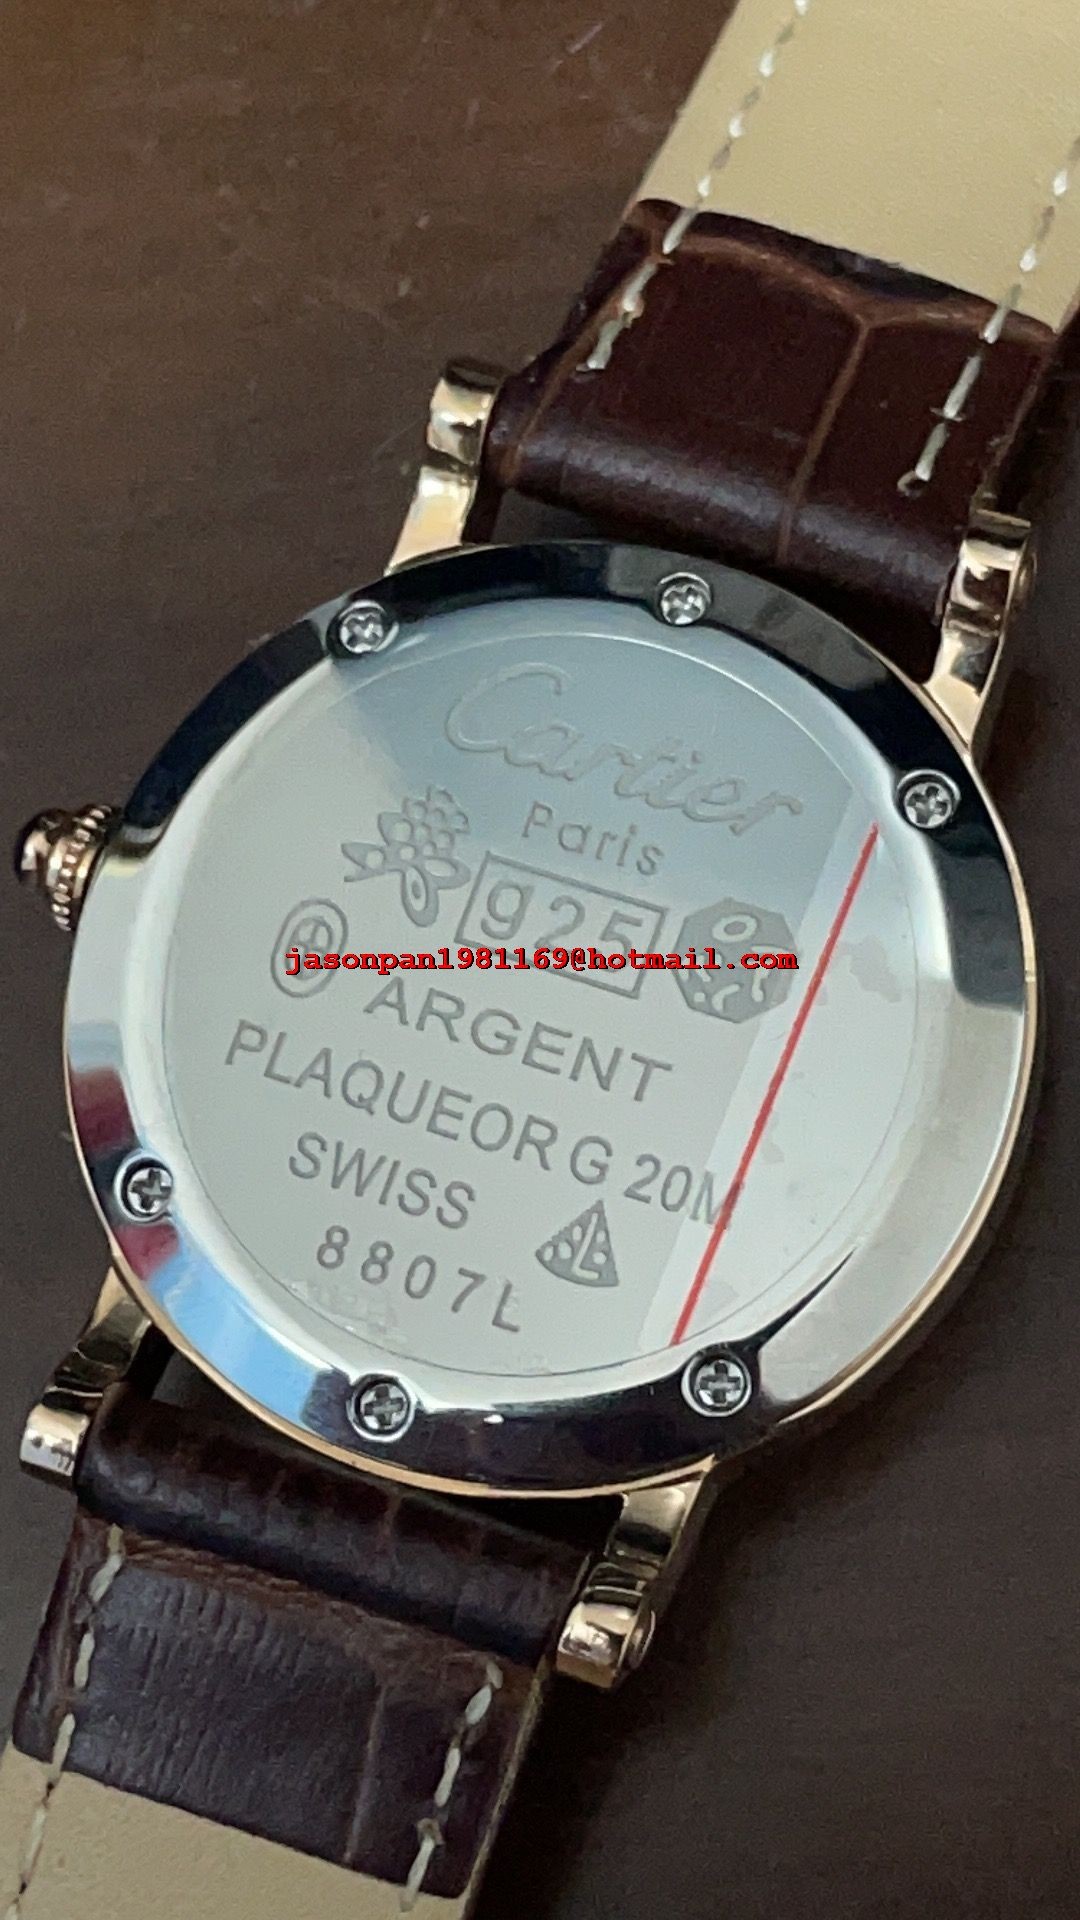 Cartier
Paris
925
jasonpan1981169@hotmail.com
ARGENT
PLAQUEOR G 20M
SWISS
8807L